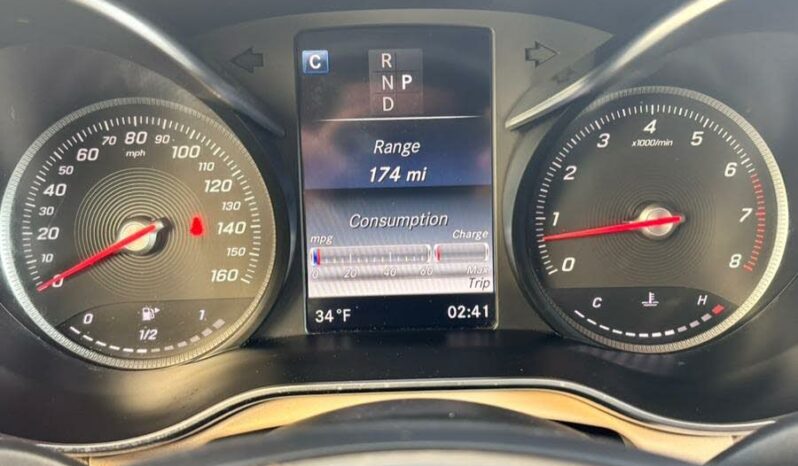 C
R
N P
D
Range
174 mi
Consumption
mpg Charge
0 20 40 60 Max
Trip
34 °F 02:41
0 10 20 30 40 50 60 70 80 90 100 110 120 130 140 150 160
mph
0 1/2 1
0 1 2 3 4 5 6 7 8
x1000/min
C H